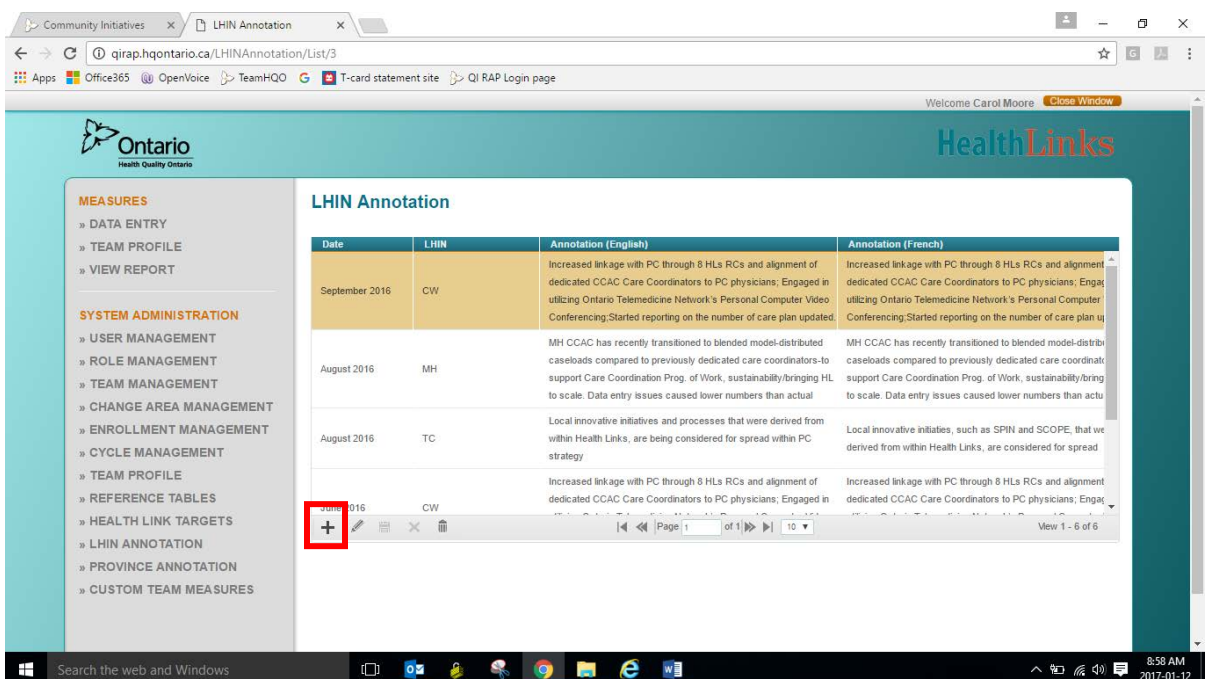 Community Initiatives
LHIN Annotation
qirap.hqontario.ca/LHINAnnotation/List/3
Apps Office365 OpenVoice TeamHQO T-card statement site QI RAP Login page
Welcome Carol Moore Close Window
Ontario
Health Quality Ontario
HealthLinks
MEASURES
» DATA ENTRY
» TEAM PROFILE
» VIEW REPORT
SYSTEM ADMINISTRATION
» USER MANAGEMENT
» ROLE MANAGEMENT
» TEAM MANAGEMENT
» CHANGE AREA MANAGEMENT
» ENROLLMENT MANAGEMENT
» CYCLE MANAGEMENT
» TEAM PROFILE
» REFERENCE TABLES
» HEALTH LINK TARGETS
» LHIN ANNOTATION
» PROVINCE ANNOTATION
» CUSTOM TEAM MEASURES
LHIN Annotation
Date LHIN Annotation (English) Annotation (French)
September 2016
CW
Increased linkage with PC through 8 HLs RCs and alignment of
dedicated CCAC Care Coordinators to PC physicians; Engaged in
utilizing Ontario Telemedicine Network's Personal Computer Video
Conferencing;Started reporting on the number of care plan updated.
Increased linkage with PC through 8 HLs RCs and alignment
dedicated CCAC Care Coordinators to PC physicians; Engag
utilizing Ontario Telemedicine Network's Personal Computer
Conferencing;Started reporting on the number of care plan up
August 2016
MH
MH CCAC has recently transitioned to blended model-distributed
caseloads compared to previously dedicated care coordinators-to
support Care Coordination Prog. of Work, sustainability/bringing HL
to scale. Data entry issues caused lower numbers than actual
MH CCAC has recently transitioned to blended model-distribu
caseloads compared to previously dedicated care coordinato
support Care Coordination Prog. of Work, sustainability/bring
to scale. Data entry issues caused lower numbers than actu
August 2016
TC
Local innovative initiatives and processes that were derived from
within Health Links, are being considered for spread within PC
strategy
Local innovative initiaties, such as SPIN and SCOPE, that we
derived from within Health Links, are considered for spread
June 2016
CW
Increased linkage with PC through 8 HLs RCs and alignment of
dedicated CCAC Care Coordinators to PC physicians; Engaged in
Increased linkage with PC through 8 HLs RCs and alignment
dedicated CCAC Care Coordinators to PC physicians; Engag
Page 1 of 1 10
View 1 - 6 of 6
Search the web and Windows
8:58 AM
2017-01-12